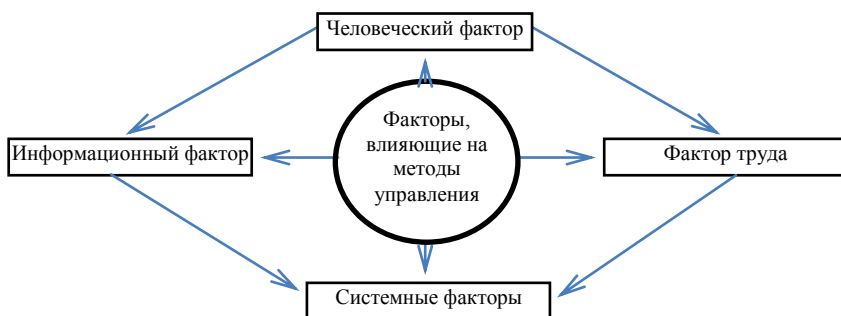 Человеческий фактор
Факторы,
влияющие на
методы
управления
Информационный фактор
Фактор труда
Системные факторы